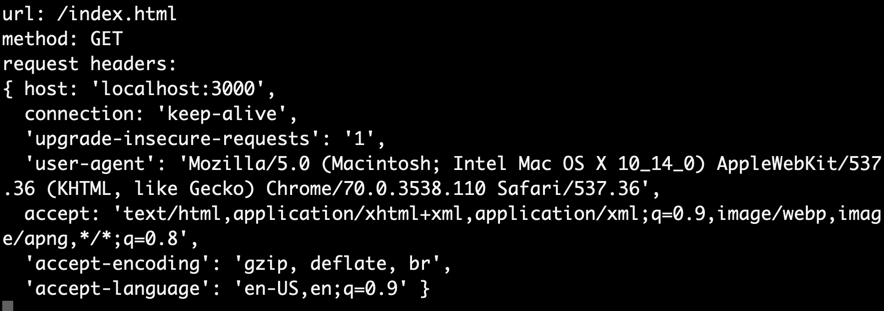 url: /index.html
method: GET
request headers:
{ host: 'localhost:3000',
  connection: 'keep-alive',
  'upgrade-insecure-requests': '1',
  'user-agent': 'Mozilla/5.0 (Macintosh; Intel Mac OS X 10_14_0) AppleWebKit/537
.36 (KHTML, like Gecko) Chrome/70.0.3538.110 Safari/537.36',
  accept: 'text/html,application/xhtml+xml,application/xml;q=0.9,image/webp,imag
e/apng,*/*;q=0.8',
  'accept-encoding': 'gzip, deflate, br',
  'accept-language': 'en-US,en;q=0.9' }